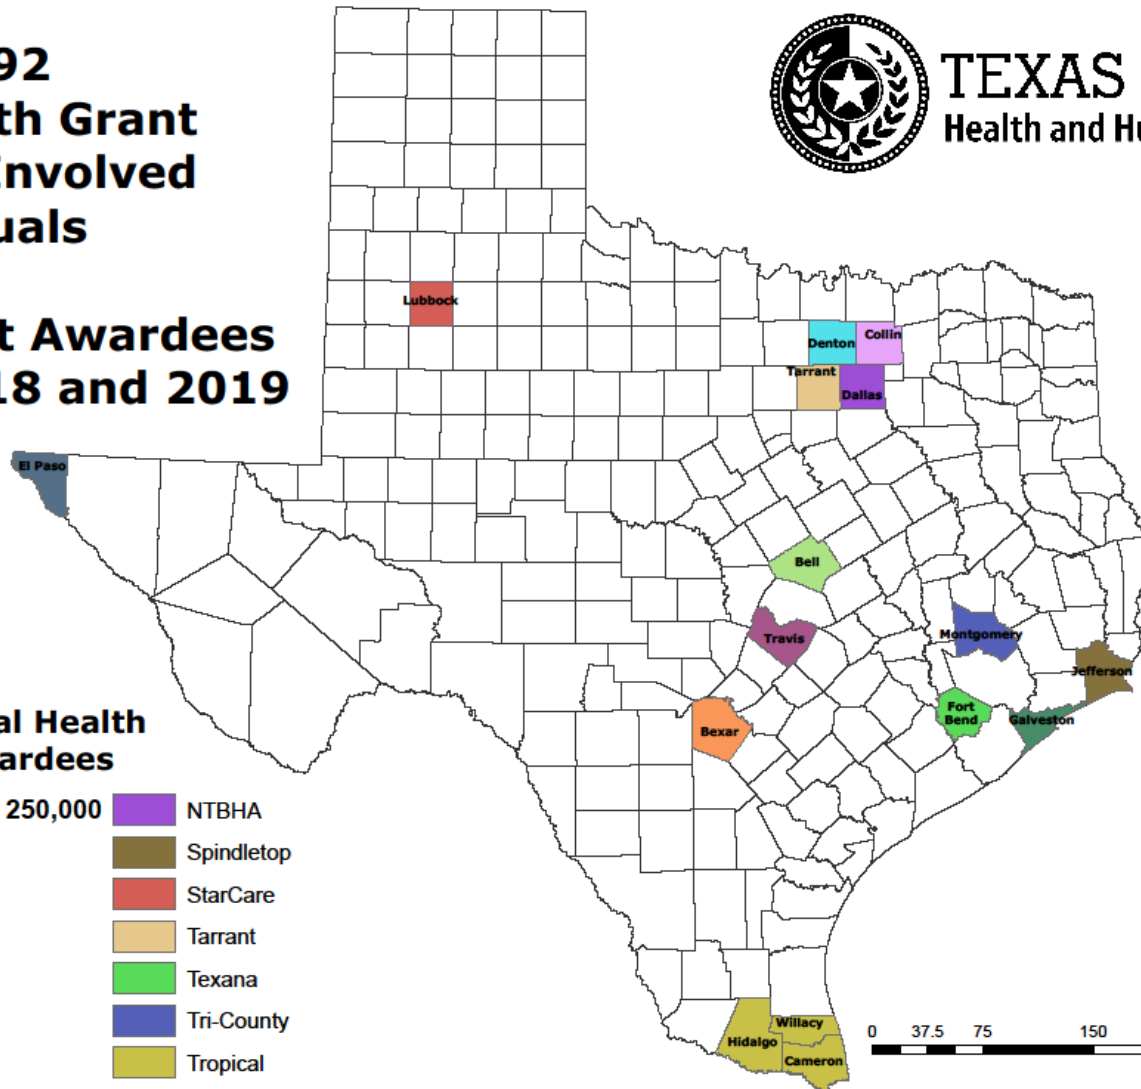 92
th Grant
Involved
uals
t Awardees
18 and 2019
TEXAS
Health and Hu
Lubbock
Denton
Collin
Tarrant
Dallas
El Paso
Bell
Travis
Montgomery
Jefferson
Fort
Bend
Galveston
Bexar
al Health
ardees
250,000
NTBHA
Spindletop
StarCare
Tarrant
Texana
Tri-County
Tropical
Willacy
Hidalgo
Cameron
0 37.5 75 150